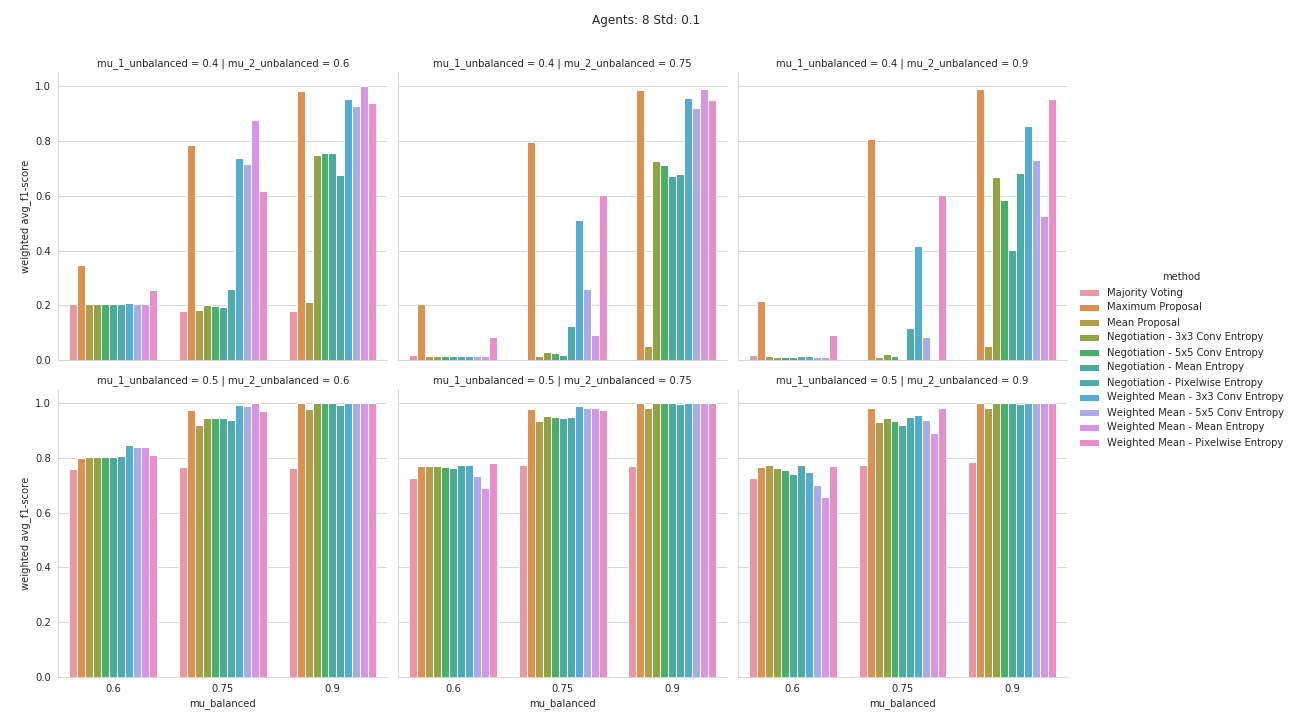 Agents: 8 Std: 0.1
mu_1_unbalanced = 0.4 | mu_2_unbalanced = 0.6
mu_1_unbalanced = 0.4 | mu_2_unbalanced = 0.75
mu_1_unbalanced = 0.4 | mu_2_unbalanced = 0.9
1.0
0.8
0.6
0.4
0.2
0.0
weighted avg_f1-score
mu_1_unbalanced = 0.5 | mu_2_unbalanced = 0.6
mu_1_unbalanced = 0.5 | mu_2_unbalanced = 0.75
mu_1_unbalanced = 0.5 | mu_2_unbalanced = 0.9
1.0
0.8
0.6
0.4
0.2
0.0
weighted avg_f1-score
0.6 0.75 0.9
mu_balanced
0.6 0.75 0.9
mu_balanced
0.6 0.75 0.9
mu_balanced
method
Majority Voting
Maximum Proposal
Mean Proposal
Negotiation - 3x3 Conv Entropy
Negotiation - 5x5 Conv Entropy
Negotiation - Mean Entropy
Negotiation - Pixelwise Entropy
Weighted Mean - 3x3 Conv Entropy
Weighted Mean - 5x5 Conv Entropy
Weighted Mean - Mean Entropy
Weighted Mean - Pixelwise Entropy